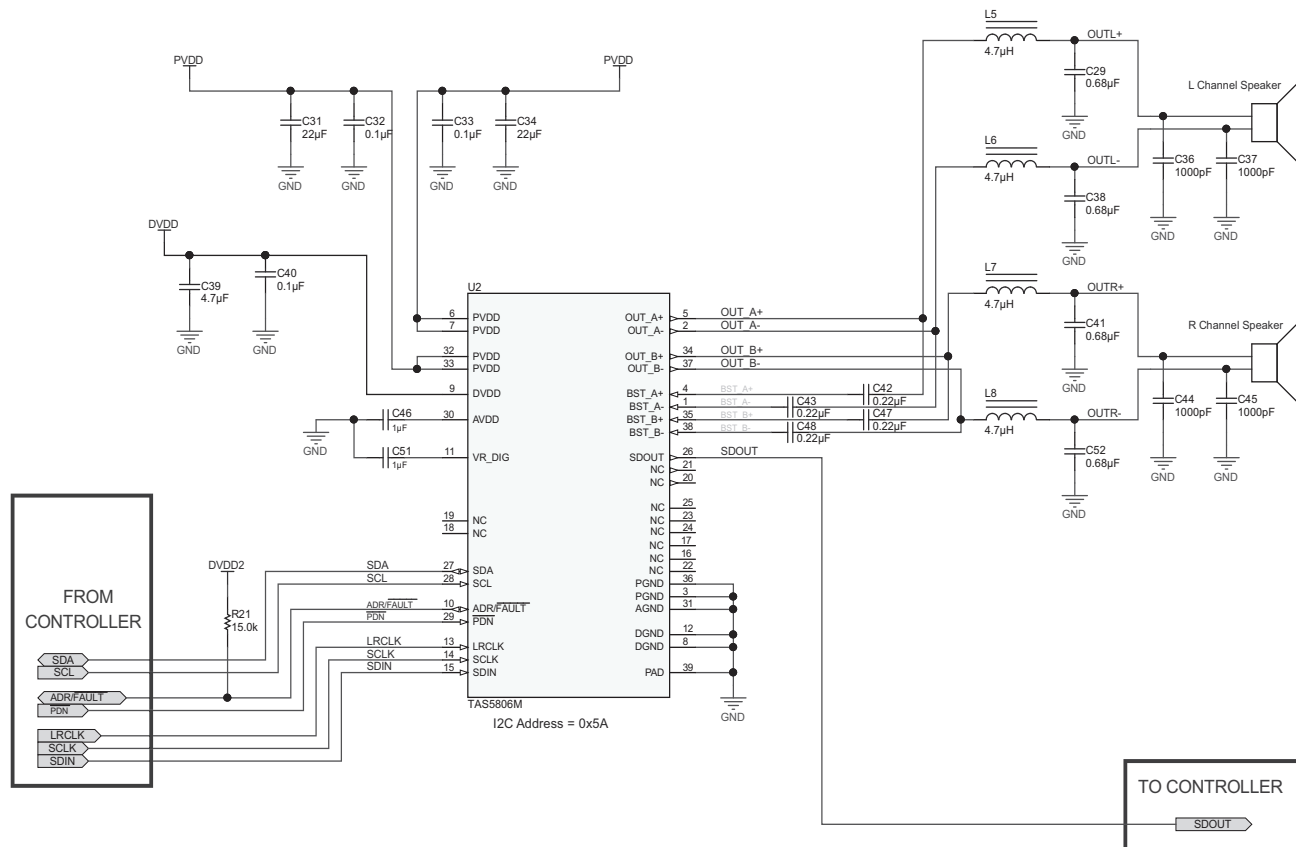 L5
4.7µH
OUTL+
C29
0.68µF
GND
L Channel Speaker
PVDD
PVDD
C31
22µF
C32
0.1µF
C33
0.1µF
C34
22µF
GND
GND
GND
GND
L6
4.7µH
OUTL-
C38
0.68µF
GND
C36
1000pF
C37
1000pF
GND
GND
DVDD
C39
4.7µF
C40
0.1µF
GND
GND
L7
4.7µH
OUTR+
C41
0.68µF
GND
R Channel Speaker
L8
4.7µH
OUTR-
C52
0.68µF
GND
C44
1000pF
C45
1000pF
GND
GND
U2
6 PVDD
7 PVDD
32 PVDD
33 PVDD
9 DVDD
30 AVDD
11 VR_DIG
19 NC
18 NC
27 SDA
28 SCL
10 ADR/FAULT
29 PDN
13 LRCLK
14 SCLK
15 SDIN
OUT_A+ 5 OUT_A+
OUT_A- 2 OUT_A-
OUT_B+ 34 OUT_B+
OUT_B- 37 OUT_B-
BST_A+ 4 BST_A+
BST_A- 1 BST_A-
BST_B+ 35 BST_B+
BST_B- 38 BST_B-
SDOUT 26 SDOUT
NC 21
NC 20
NC 25
NC 23
NC 24
NC 17
NC 16
NC 22
PGND 36
PGND 3
AGND 31
DGND 12
DGND 8
PAD 39
GND
C42
0.22µF
C43
0.22µF
C47
0.22µF
C48
0.22µF
C46
1µF
C51
1µF
GND
TAS5806M
I2C Address = 0x5A
SDA
SCL
ADR/FAULT
PDN
LRCLK
SCLK
SDIN
DVDD2
R21
15.0k
FROM
CONTROLLER
SDA
SCL
ADR/FAULT
PDN
LRCLK
SCLK
SDIN
TO CONTROLLER
SDOUT